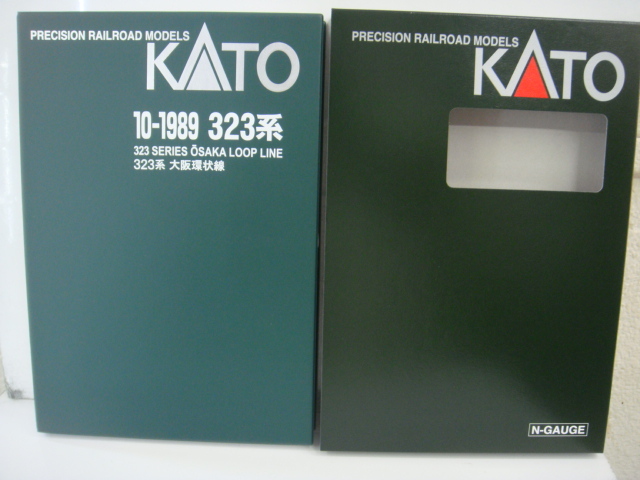 PRECISION RAILROAD MODELS
KATO
10-1989 323系
323 SERIES ŌSAKA LOOP LINE
323系 大阪環状線
PRECISION RAILROAD MODELS
KATO
N-GAUGE